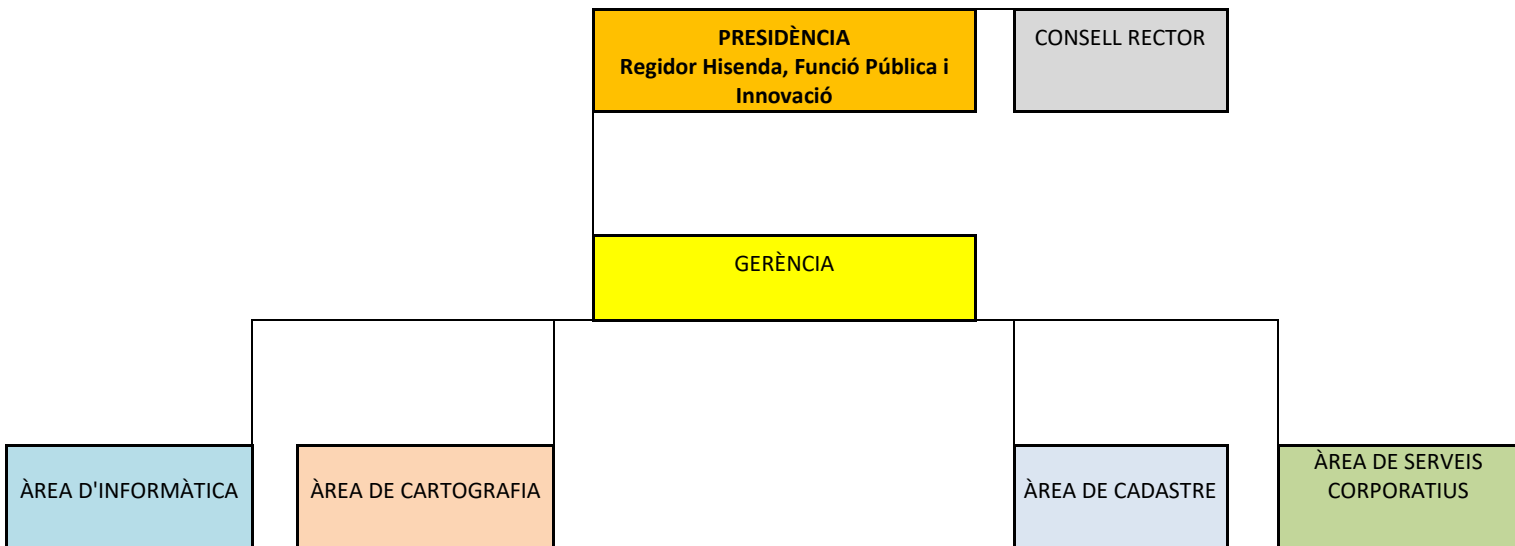 PRESIDÈNCIA
Regidor Hisenda, Funció Pública i
Innovació
CONSELL RECTOR
GERÈNCIA
ÀREA D'INFORMÀTICA
ÀREA DE CARTOGRAFIA
ÀREA DE CADASTRE
ÀREA DE SERVEIS
CORPORATIUS